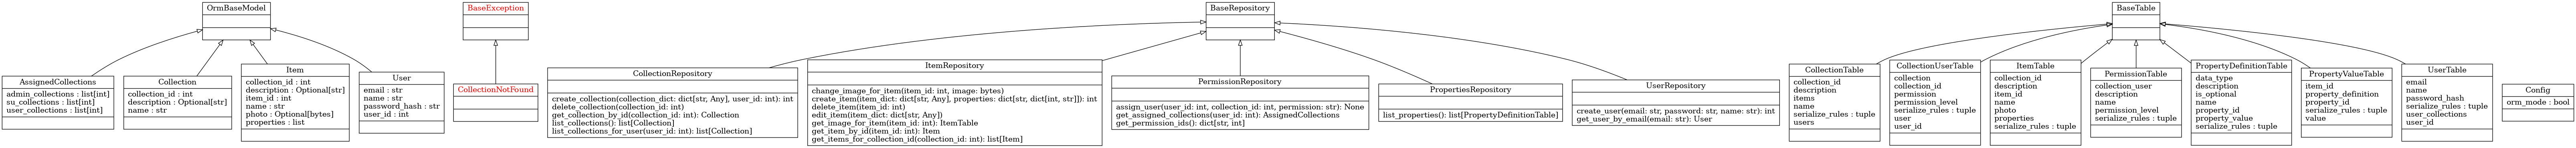 OrmBaseModel
BaseException
BaseRepository
BaseTable
AssignedCollections
admin_collections : list[int]
su_collections : list[int]
user_collections : list[int]
Collection
collection_id : int
description : Optional[str]
name : str
Item
collection_id : int
description : Optional[str]
item_id : int
name : str
photo : Optional[bytes]
properties : list
User
email : str
name : str
password_hash : str
user_id : int
CollectionNotFound
CollectionRepository
create_collection(collection_dict: dict[str, Any], user_id: int): int
delete_collection(collection_id: int)
get_collection_by_id(collection_id: int): Collection
list_collections(): list[Collection]
list_collections_for_user(user_id: int): list[Collection]
ItemRepository
change_image_for_item(item_id: int, image: bytes)
create_item(item_dict: dict[str, Any], properties: dict[str, dict[int, str]]): int
delete_item(item_id: int)
edit_item(item_dict: dict[str, Any])
get_image_for_item(item_id: int): ItemTable
get_item_by_id(item_id: int): Item
get_items_for_collection_id(collection_id: int): list[Item]
PermissionRepository
assign_user(user_id: int, collection_id: int, permission: str): None
get_assigned_collections(user_id: int): AssignedCollections
get_permission_ids(): dict[str, int]
PropertiesRepository
list_properties(): list[PropertyDefinitionTable]
UserRepository
create_user(email: str, password: str, name: str): int
get_user_by_email(email: str): User
CollectionTable
collection_id
description
items
name
serialize_rules : tuple
users
CollectionUserTable
collection
collection_id
permission
permission_level
serialize_rules : tuple
user
user_id
ItemTable
collection_id
description
item_id
name
photo
properties
serialize_rules : tuple
PermissionTable
collection_user
description
name
permission_level
serialize_rules : tuple
PropertyDefinitionTable
data_type
description
is_optional
name
property_id
property_value
serialize_rules : tuple
PropertyValueTable
item_id
property_definition
property_id
serialize_rules : tuple
value
UserTable
email
name
password_hash
serialize_rules : tuple
user_collections
user_id
Config
orm_mode : bool